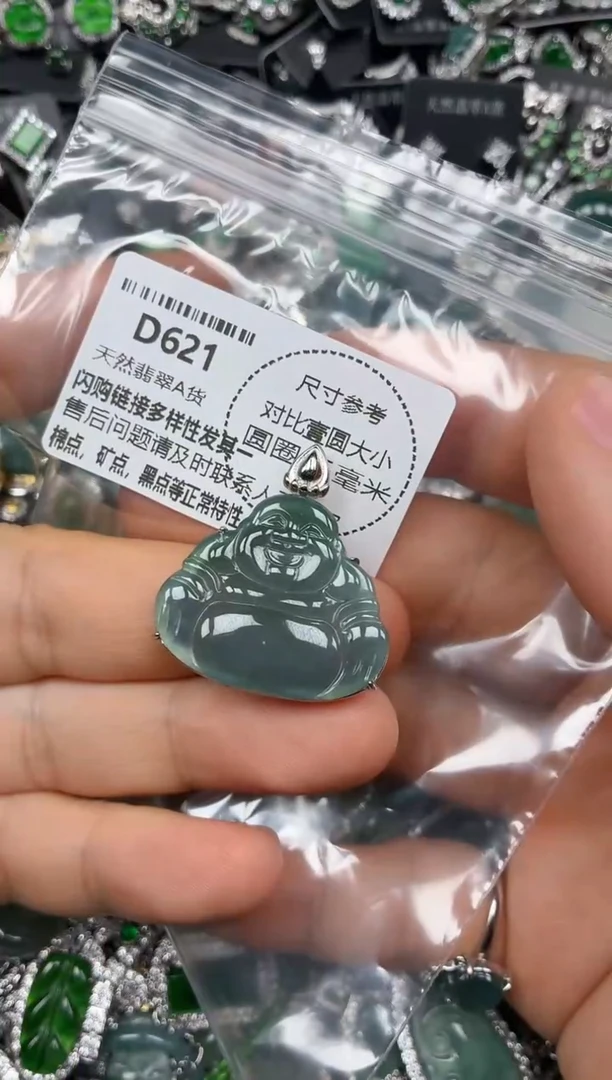 D621
天然翡翠A货
闪购链接多样性发其一
售后问题请及时联系人
棉点，矿点，黑点等正常特性
尺寸参考
对比圆大小
圆圈
毫米